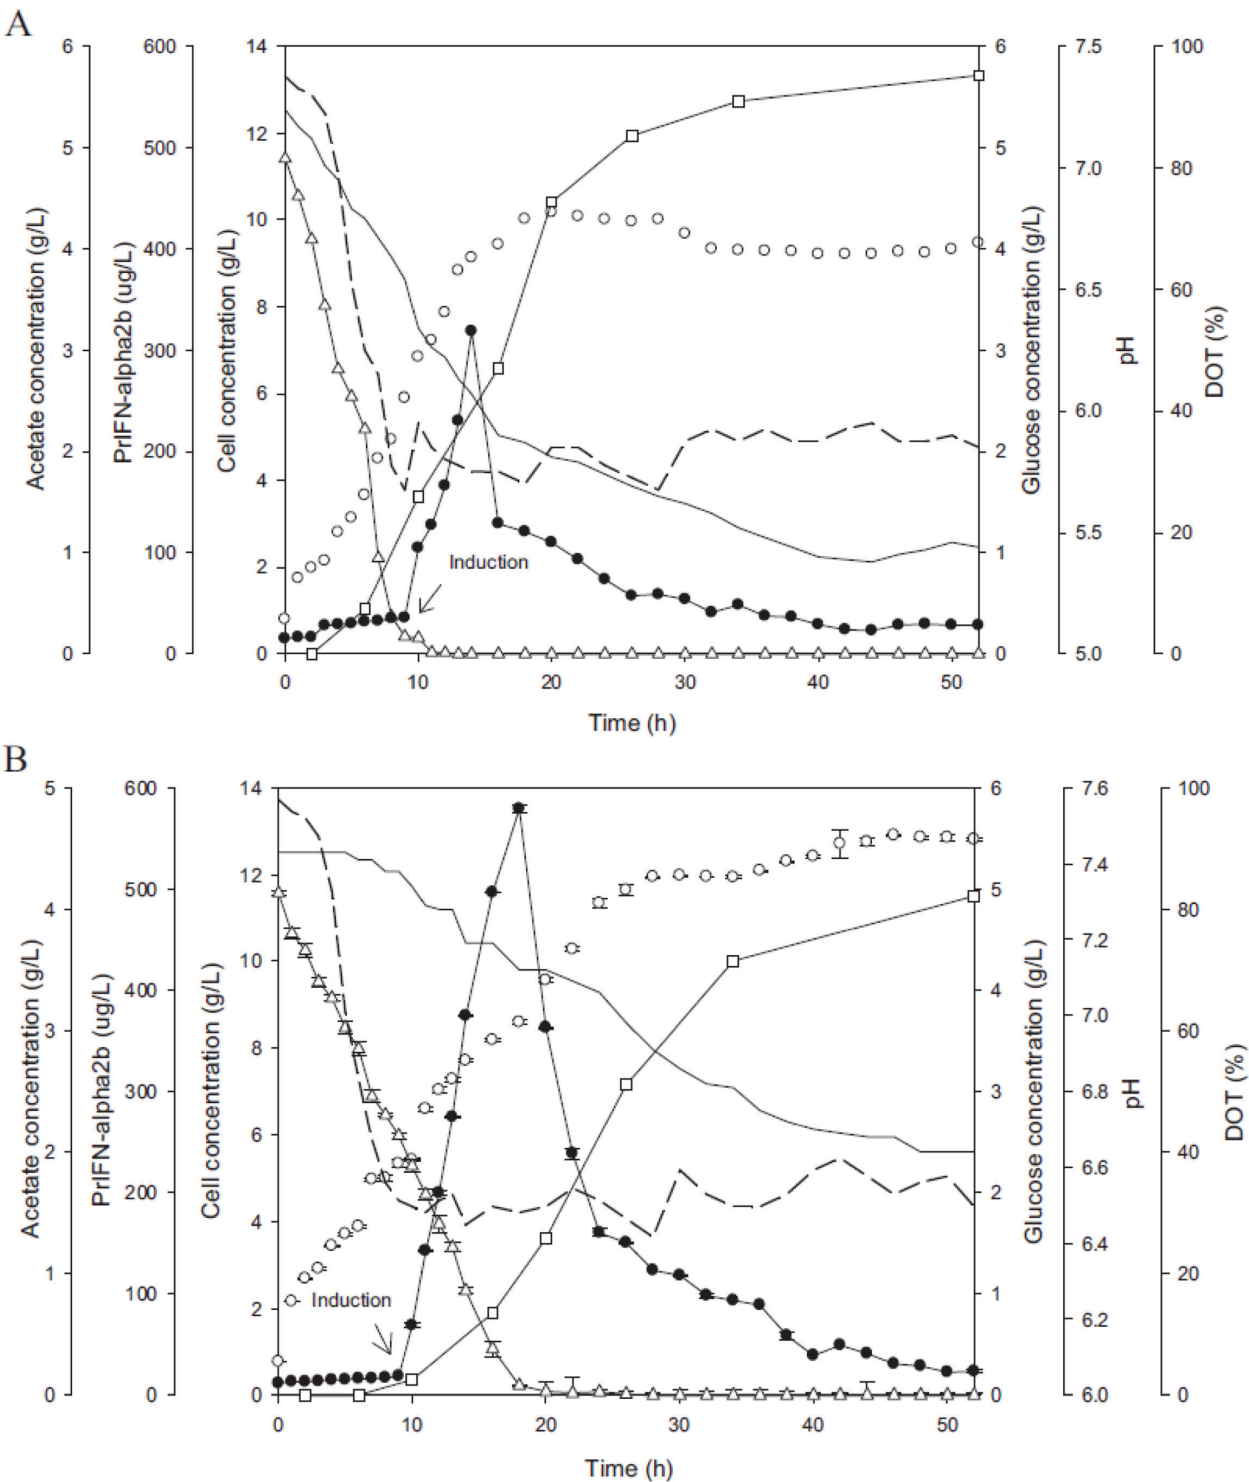 A
6 600 14 6 7.5 100
12
5 500 5 7.0 80
10
4 400 4
8 6.5 60
3 300 3
6 6.0 40
2 200 2
4
5.5 20
1 100 2 1
Induction
0 0 0 0 5.0 0
Acetate concentration (g/L)
PrIFN-alpha2b (ug/L)
Cell concentration (g/L)
Glucose concentration (g/L)
pH
DOT (%)
0 10 20 30 40 50
Time (h)
B
5 600 14 6 7.6 100
12 7.4
500 5
4 80
10 7.2
400 4
3 7.0 60
8
300 3 6.8
6
2 6.6 40
200 2
4 6.4
1 20
100 2 1 6.2
Induction
0 0 0 0 6.0 0
Acetate concentration (g/L)
PrIFN-alpha2b (ug/L)
Cell concentration (g/L)
Glucose concentration (g/L)
pH
DOT (%)
0 10 20 30 40 50
Time (h)